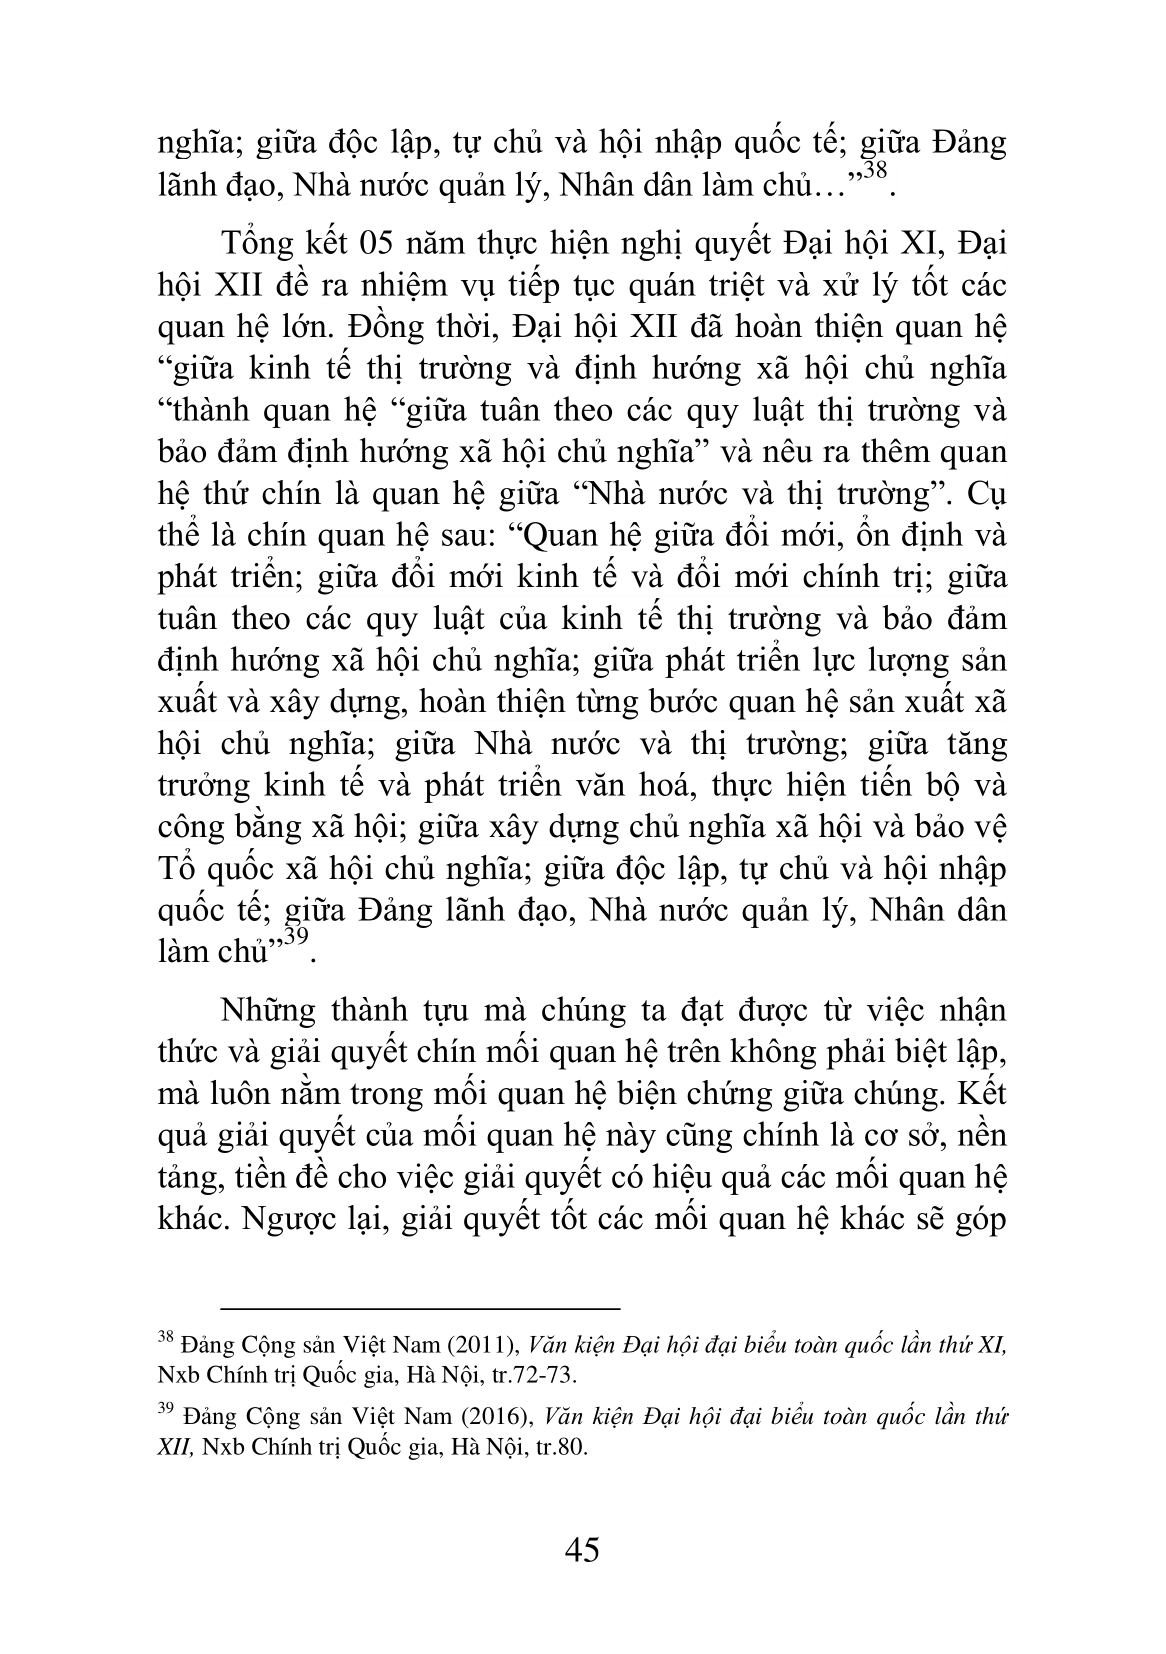 nghĩa; giữa độc lập, tự chủ và hội nhập quốc tế; giữa Đảng
lãnh đạo, Nhà nước quản lý, Nhân dân làm chủ…”38.
Tổng kết 05 năm thực hiện nghị quyết Đại hội XI, Đại
hội XII đề ra nhiệm vụ tiếp tục quán triệt và xử lý tốt các
quan hệ lớn. Đồng thời, Đại hội XII đã hoàn thiện quan hệ
“giữa kinh tế thị trường và định hướng xã hội chủ nghĩa
“thành quan hệ “giữa tuân theo các quy luật thị trường và
bảo đảm định hướng xã hội chủ nghĩa” và nêu ra thêm quan
hệ thứ chín là quan hệ giữa “Nhà nước và thị trường”. Cụ
thể là chín quan hệ sau: “Quan hệ giữa đổi mới, ổn định và
phát triển; giữa đổi mới kinh tế và đổi mới chính trị; giữa
tuân theo các quy luật của kinh tế thị trường và bảo đảm
định hướng xã hội chủ nghĩa; giữa phát triển lực lượng sản
xuất và xây dựng, hoàn thiện từng bước quan hệ sản xuất xã
hội chủ nghĩa; giữa Nhà nước và thị trường; giữa tăng
trưởng kinh tế và phát triển văn hoá, thực hiện tiến bộ và
công bằng xã hội; giữa xây dựng chủ nghĩa xã hội và bảo vệ
Tổ quốc xã hội chủ nghĩa; giữa độc lập, tự chủ và hội nhập
quốc tế; giữa Đảng lãnh đạo, Nhà nước quản lý, Nhân dân
làm chủ”39.
Những thành tựu mà chúng ta đạt được từ việc nhận
thức và giải quyết chín mối quan hệ trên không phải biệt lập,
mà luôn nằm trong mối quan hệ biện chứng giữa chúng. Kết
quả giải quyết của mối quan hệ này cũng chính là cơ sở, nền
tảng, tiền đề cho việc giải quyết có hiệu quả các mối quan hệ
khác. Ngược lại, giải quyết tốt các mối quan hệ khác sẽ góp
38 Đảng Cộng sản Việt Nam (2011), Văn kiện Đại hội đại biểu toàn quốc lần thứ XI,
Nxb Chính trị Quốc gia, Hà Nội, tr.72-73.
39 Đảng Cộng sản Việt Nam (2016), Văn kiện Đại hội đại biểu toàn quốc lần thứ
XII, Nxb Chính trị Quốc gia, Hà Nội, tr.80.
45